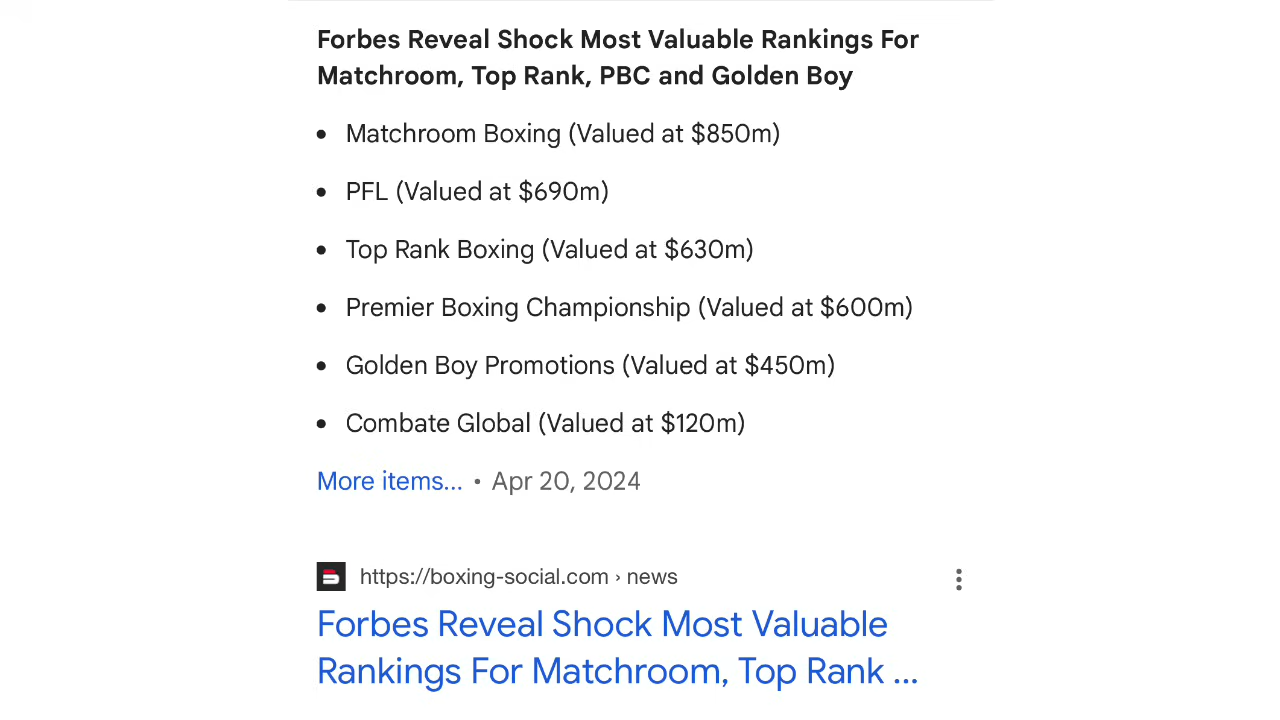 Forbes Reveal Shock Most Valuable Rankings For
Matchroom, Top Rank, PBC and Golden Boy
• Matchroom Boxing (Valued at $850m)
• PFL (Valued at $690m)
• Top Rank Boxing (Valued at $630m)
• Premier Boxing Championship (Valued at $600m)
• Golden Boy Promotions (Valued at $450m)
• Combate Global (Valued at $120m)
More items... • Apr 20, 2024
https://boxing-social.com › news
Forbes Reveal Shock Most Valuable
Rankings For Matchroom, Top Rank ...